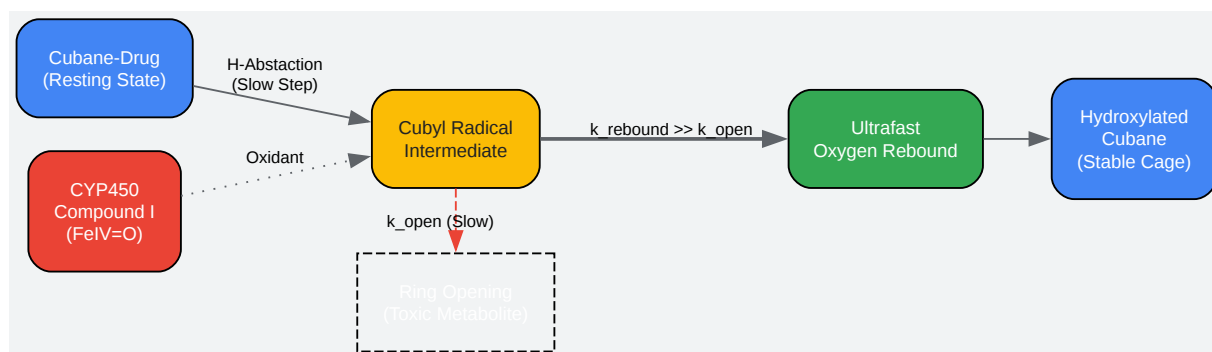 Cubane-Drug
(Resting State)
H-Abstaction
(Slow Step)
CYP450
Compound I
(FeIV=O)
Oxidant
Cubyl Radical
Intermediate
k_rebound >> k_open
Ultrafast
Oxygen Rebound
Hydroxylated
Cubane
(Stable Cage)
k_open (Slow)
Ring Opening
(Toxic Metabolite)